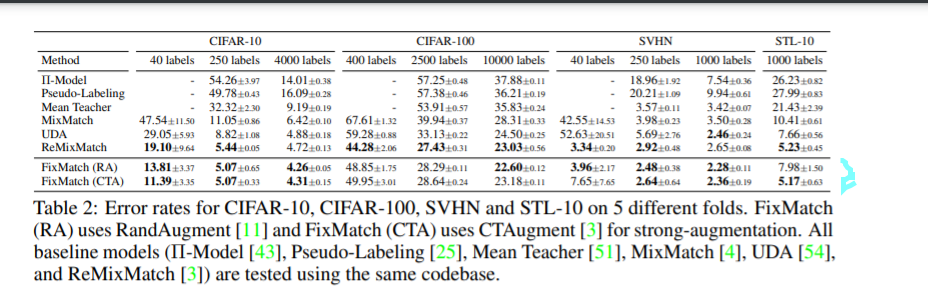 CIFAR-10 CIFAR-100 SVHN STL-10
Method 40 labels 250 labels 4000 labels 400 labels 2500 labels 10000 labels 40 labels 250 labels 1000 labels 1000 labels
Π-Model - 54.26±3.97 14.01±0.38 - 57.25±0.48 37.88±0.11 - 18.96±1.92 7.54±0.36 26.23±0.82
Pseudo-Labeling - 49.78±0.43 16.09±0.28 - 57.38±0.46 36.21±0.19 - 20.21±1.09 9.94±0.61 27.99±0.83
Mean Teacher - 32.32±2.30 9.19±0.19 - 53.91±0.57 35.83±0.24 - 3.57±0.11 3.42±0.07 21.43±2.39
MixMatch 47.54±11.50 11.05±0.86 6.42±0.10 67.61±1.32 39.94±0.37 28.31±0.33 42.55±14.53 3.98±0.23 3.50±0.28 10.41±0.61
UDA 29.05±5.93 8.82±1.08 4.88±0.18 59.28±0.88 33.13±0.22 24.50±0.25 52.63±20.51 5.69±2.76 2.46±0.24 7.66±0.56
ReMixMatch 19.10±9.64 5.44±0.05 4.72±0.13 44.28±2.06 27.43±0.31 23.03±0.56 3.34±0.20 2.92±0.48 2.65±0.08 5.23±0.45
FixMatch (RA) 13.81±3.37 5.07±0.65 4.26±0.05 48.85±1.75 28.29±0.11 22.60±0.12 3.96±2.17 2.48±0.38 2.28±0.11 7.98±1.50
FixMatch (CTA) 11.39±3.35 5.07±0.33 4.31±0.15 49.95±3.01 28.64±0.24 23.18±0.11 7.65±7.65 2.64±0.64 2.36±0.19 5.17±0.63
Table 2: Error rates for CIFAR-10, CIFAR-100, SVHN and STL-10 on 5 different folds. FixMatch
(RA) uses RandAugment [11] and FixMatch (CTA) uses CTAugment [3] for strong-augmentation. All
baseline models (Π-Model [43], Pseudo-Labeling [25], Mean Teacher [51], MixMatch [4], UDA [54],
and ReMixMatch [3]) are tested using the same codebase.